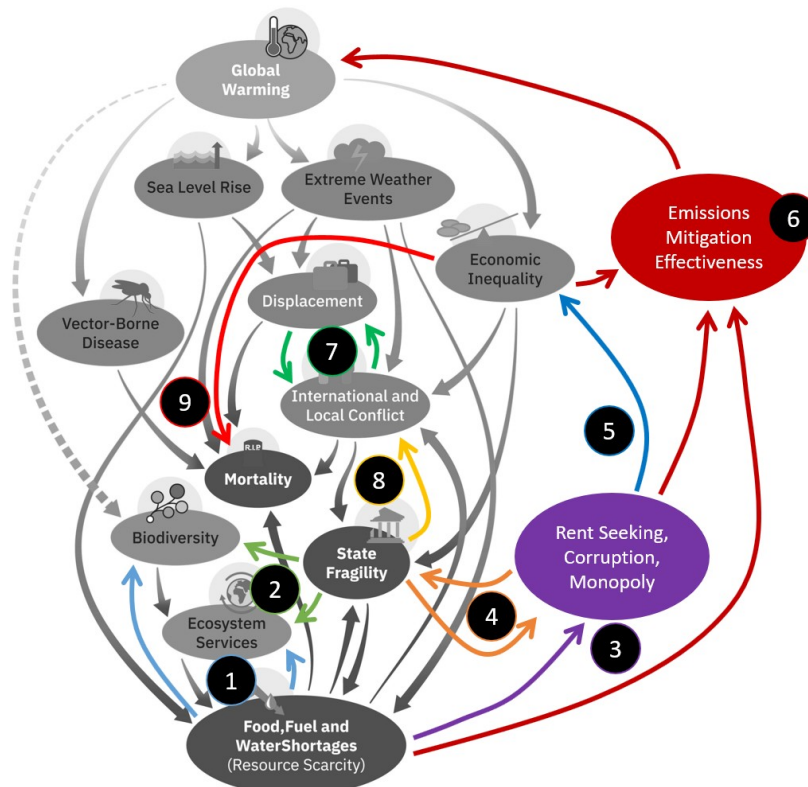 Global
Warming
Sea Level Rise
Extreme Weather
Events
Emissions
Mitigation
Effectiveness
6
Economic
Inequality
Displacement
Vector-Borne
Disease
7
International and
Local Conflict
9
5
R.I.P
Mortality
8
Biodiversity
State
Fragility
Rent Seeking,
Corruption,
Monopoly
2
Ecosystem
Services
4
3
1
Food,Fuel and
WaterShortages
(Resource Scarcity)